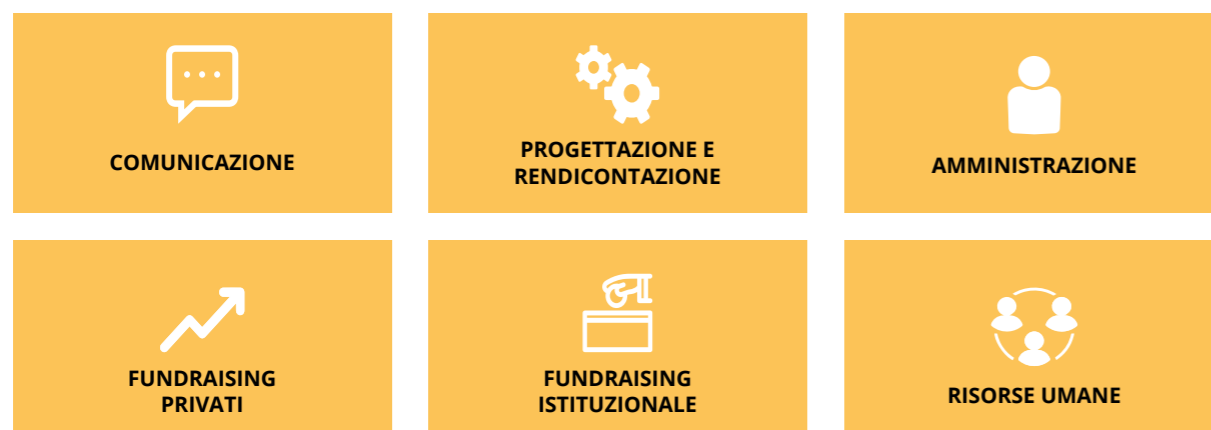 COMUNICAZIONE
PROGETTAZIONE E
RENDICONTAZIONE
AMMINISTRAZIONE
FUNDRAISING
PRIVATI
FUNDRAISING
ISTITUZIONALE
RISORSE UMANE